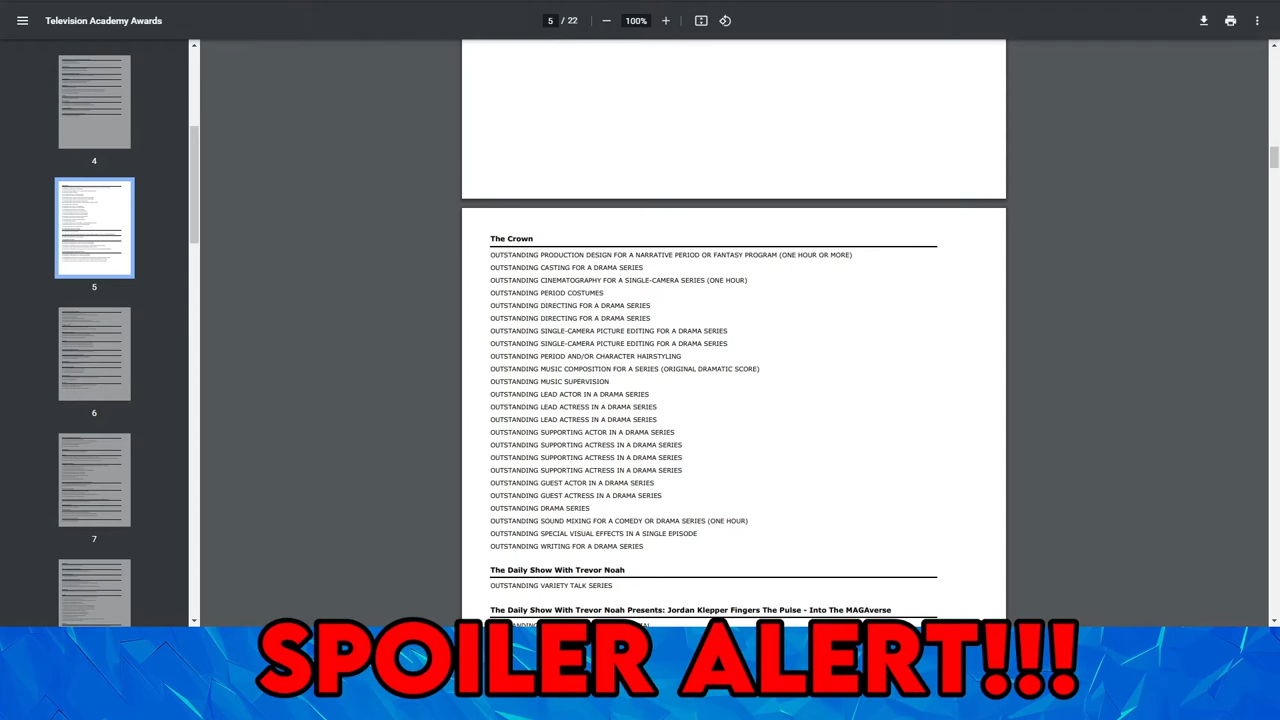 Television Academy Awards
5 / 22
100%
4
5
6
7
The Crown
OUTSTANDING PRODUCTION DESIGN FOR A NARRATIVE PERIOD OR FANTASY PROGRAM (ONE HOUR OR MORE)
OUTSTANDING CASTING FOR A DRAMA SERIES
OUTSTANDING CINEMATOGRAPHY FOR A SINGLE-CAMERA SERIES (ONE HOUR)
OUTSTANDING PERIOD COSTUMES
OUTSTANDING DIRECTING FOR A DRAMA SERIES
OUTSTANDING DIRECTING FOR A DRAMA SERIES
OUTSTANDING SINGLE-CAMERA PICTURE EDITING FOR A DRAMA SERIES
OUTSTANDING SINGLE-CAMERA PICTURE EDITING FOR A DRAMA SERIES
OUTSTANDING PERIOD AND/OR CHARACTER HAIRSTYLING
OUTSTANDING MUSIC COMPOSITION FOR A SERIES (ORIGINAL DRAMATIC SCORE)
OUTSTANDING MUSIC SUPERVISION
OUTSTANDING LEAD ACTOR IN A DRAMA SERIES
OUTSTANDING LEAD ACTRESS IN A DRAMA SERIES
OUTSTANDING LEAD ACTRESS IN A DRAMA SERIES
OUTSTANDING SUPPORTING ACTOR IN A DRAMA SERIES
OUTSTANDING SUPPORTING ACTRESS IN A DRAMA SERIES
OUTSTANDING SUPPORTING ACTRESS IN A DRAMA SERIES
OUTSTANDING SUPPORTING ACTRESS IN A DRAMA SERIES
OUTSTANDING GUEST ACTOR IN A DRAMA SERIES
OUTSTANDING GUEST ACTRESS IN A DRAMA SERIES
OUTSTANDING DRAMA SERIES
OUTSTANDING SOUND MIXING FOR A COMEDY OR DRAMA SERIES (ONE HOUR)
OUTSTANDING SPECIAL VISUAL EFFECTS IN A SINGLE EPISODE
OUTSTANDING WRITING FOR A DRAMA SERIES
The Daily Show With Trevor Noah
OUTSTANDING VARIETY TALK SERIES
The Daily Show With Trevor Noah Presents: Jordan Klepper Fingers The Pulse - Into The MAGAverse
SPOILER ALERT!!!